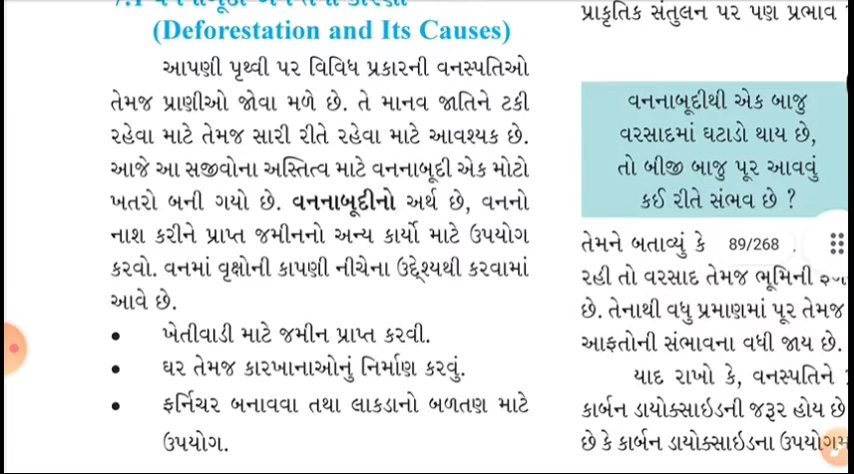 (Deforestation and Its Causes)
આપણી પૃથ્વી પર વિવિધ પ્રકારની વનસ્પતિઓ
તેમજ પ્રાણીઓ જોવા મળે છે. તે માનવ જાતિને ટકી
રહેવા માટે તેમજ સારી રીતે રહેવા માટે આવશ્યક છે.
આજે આ સજીવોના અસ્તિત્વ માટે વનનાબૂદી એક મોટો
ખતરો બની ગયો છે. વનનાબૂદીનો અર્થ છે, વનનો
નાશ કરીને પ્રાપ્ત જમીનનો અન્ય કાર્યો માટે ઉપયોગ
કરવો. વનમાં વૃક્ષોની કાપણી નીચેના ઉદ્દેશ્યથી કરવામાં
આવે છે.
• ખેતીવાડી માટે જમીન પ્રાપ્ત કરવી.
• ઘર તેમજ કારખાનાઓનું નિર્માણ કરવું.
• ફર્નિચર બનાવવા તથા લાકડાનો બળતણ માટે
ઉપયોગ.
પ્રાકૃતિક સંતુલન પર પણ પ્રભાવ
વનનાબૂદીથી એક બાજુ
વરસાદમાં ઘટાડો થાય છે,
તો બીજી બાજુ પૂર આવવું
કઈ રીતે સંભવ છે ?
તેમને બતાવ્યું કે
89/268
રહી તો વરસાદ તેમજ ભૂમિની
છે. તેનાથી વધુ પ્રમાણમાં પૂર તેમજ
આફતોની સંભાવના વધી જાય છે.
યાદ રાખો કે, વનસ્પતિને
કાર્બન ડાયોક્સાઇડની જરૂર હોય છે
છે કે કાર્બન ડાયોક્સાઇડના